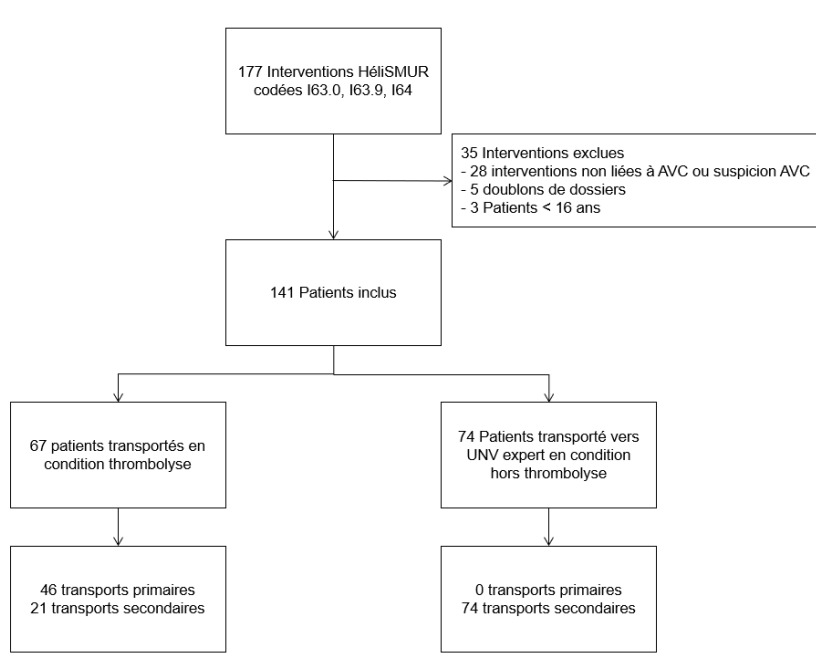 177 Interventions HéliSMUR
codées I63.0, I63.9, I64
35 Interventions exclues
- 28 interventions non liées à AVC ou suspicion AVC
- 5 doublons de dossiers
- 3 Patients < 16 ans
141 Patients inclus
67 patients transportés en
condition thrombolyse
74 Patients transporté vers
UNV expert en condition
hors thrombolyse
46 transports primaires
21 transports secondaires
0 transports primaires
74 transports secondaires